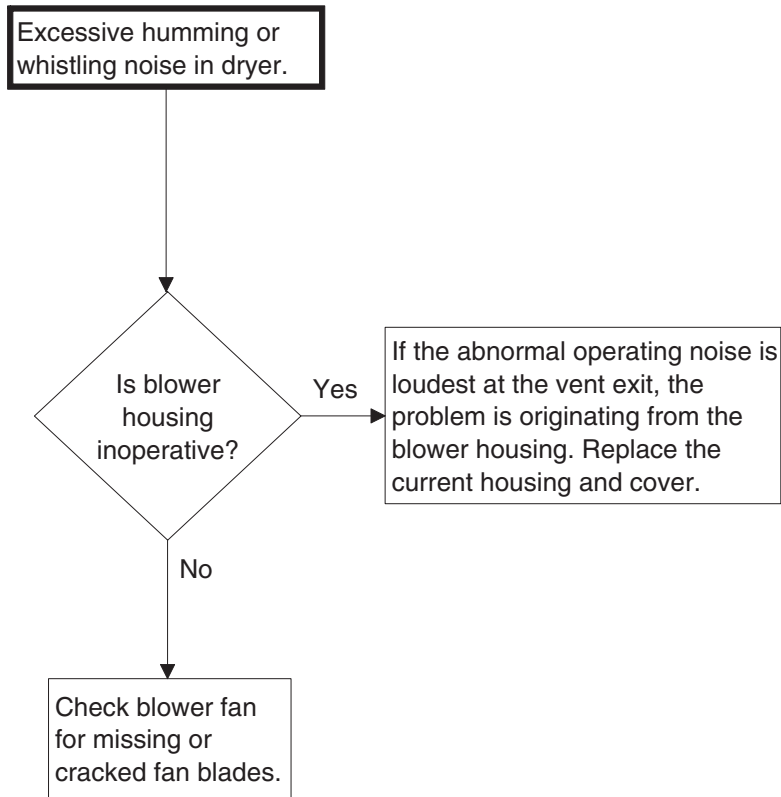 Excessive humming or
whistling noise in dryer.
Is blower
housing
inoperative?
Yes
If the abnormal operating noise is
loudest at the vent exit, the
problem is originating from the
blower housing. Replace the
current housing and cover.
No
Check blower fan
for missing or
cracked fan blades.